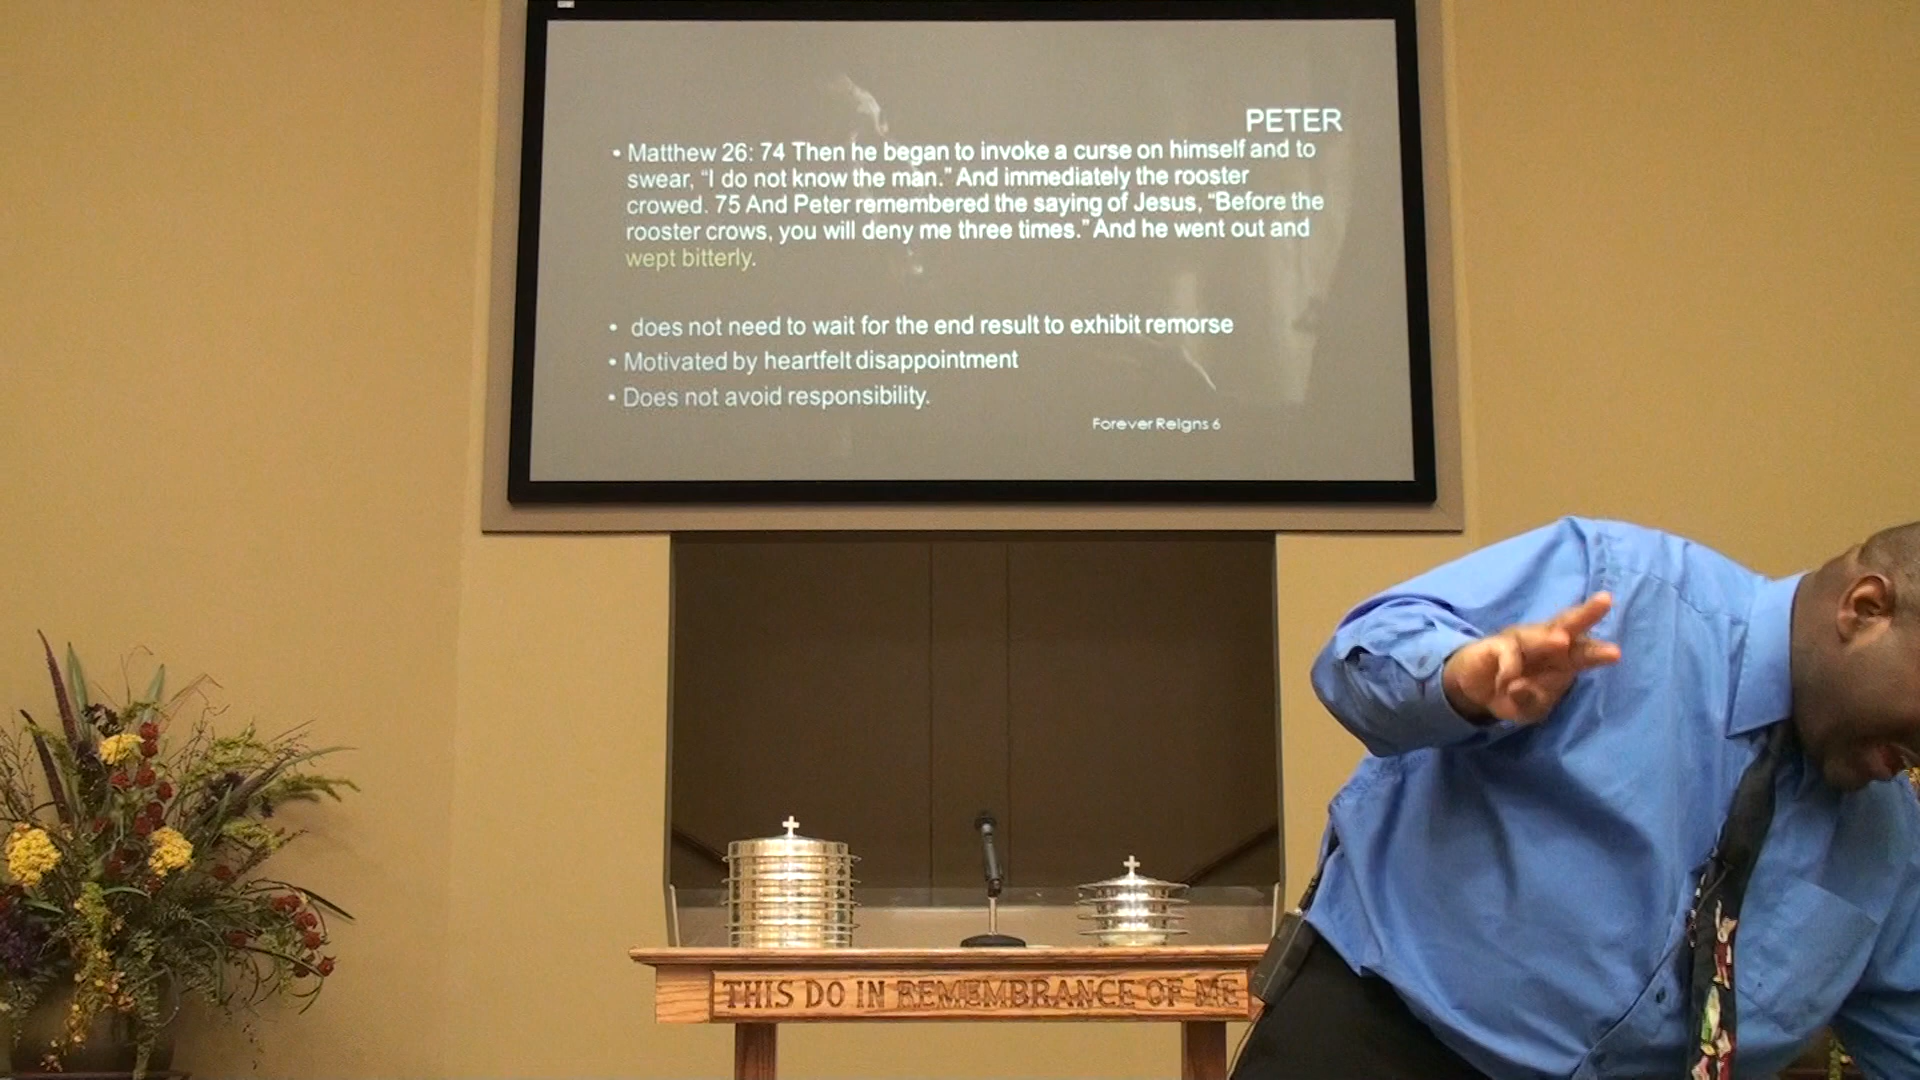 PETER
• Matthew 26: 74 Then he began to invoke a curse on himself and to
swear, “I do not know the man.” And immediately the rooster
crowed. 75 And Peter remembered the saying of Jesus, “Before the
rooster crows, you will deny me three times.” And he went out and
wept bitterly.
• does not need to wait for the end result to exhibit remorse
• Motivated by heartfelt disappointment
• Does not avoid responsibility.
Forever Reigns 6
THIS DO IN REMEMBRANCE OF ME